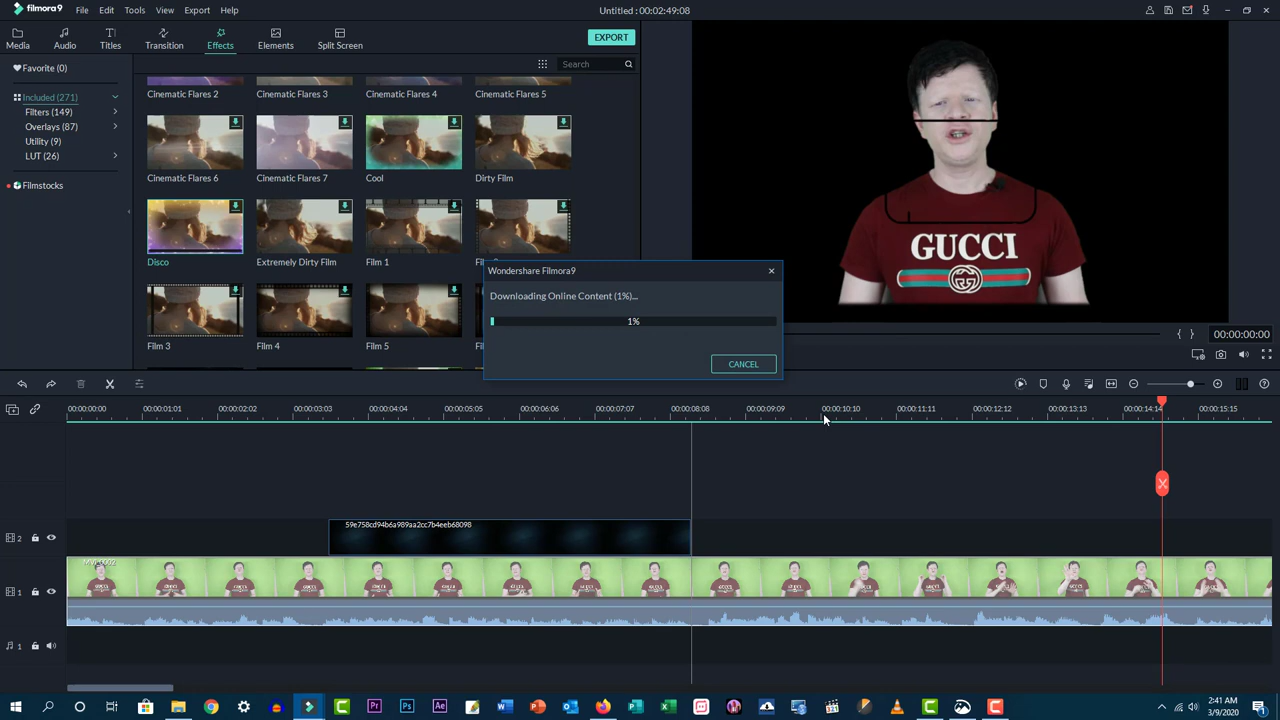 filmora9 File Edit Tools View Export Help Untitled : 00:02:49:08
Media Audio Titles Transition Effects Elements Split Screen EXPORT
Favorite (0) Search
Included (271)
Filters (149)
Overlays (87)
Utility (9)
LUT (26)
Filmstocks
Cinematic Flares 2 Cinematic Flares 3 Cinematic Flares 4 Cinematic Flares 5
Cinematic Flares 6 Cinematic Flares 7 Cool Dirty Film
Disco Extremely Dirty Film Film 1
Film 3 Film 4 Film 5
Wondershare Filmora9
Downloading Online Content (1%)...
1%
CANCEL
GUCCI
{ } 00:00:00:00
00:00:00:00 00:00:01:01 00:00:02:02 00:00:03:03 00:00:04:04 00:00:05:05 00:00:06:06 00:00:07:07 00:00:08:08 00:00:09:09 00:00:10:10 00:00:11:11 00:00:12:12 00:00:13:13 00:00:14:14 00:00:15:15
2 59e758cd94b6a989aa2cc7b4eeb68098
1
1
2:41 AM
3/9/2020